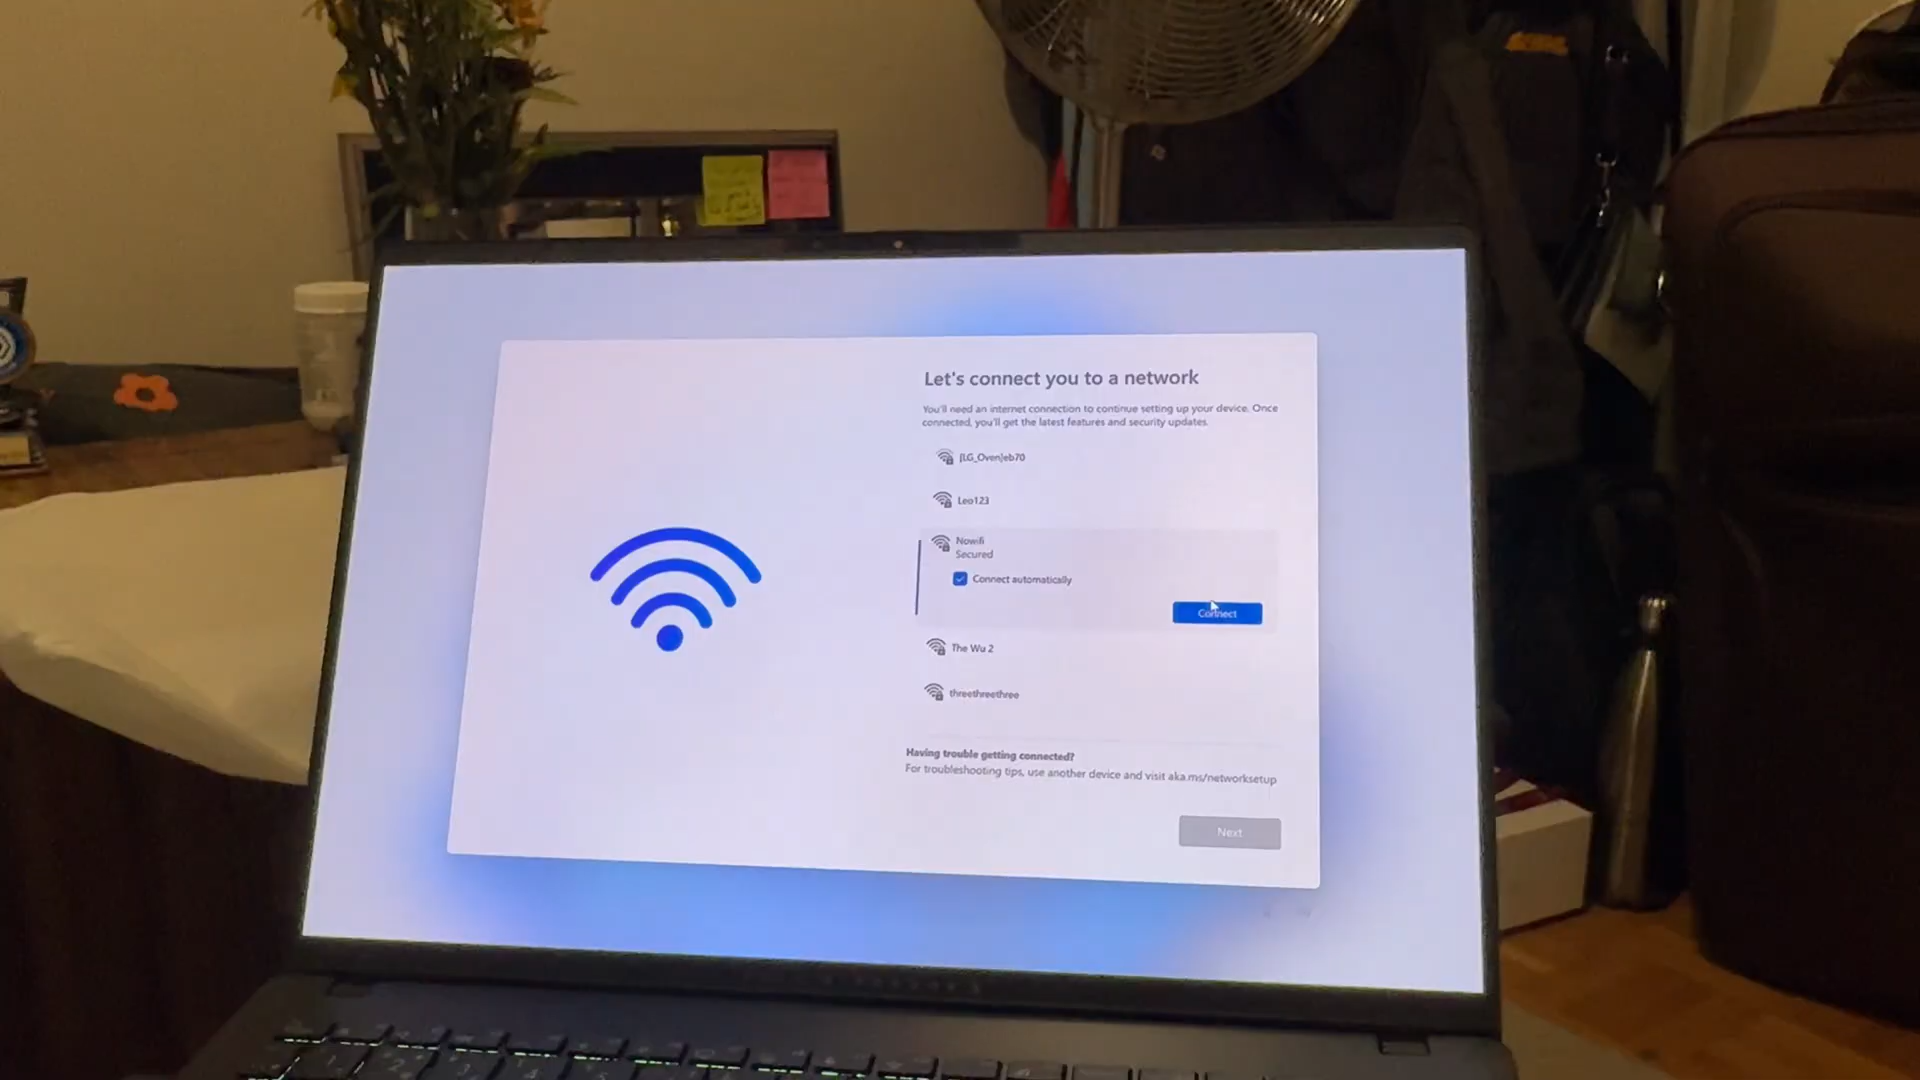 Let's connect you to a network
You'll need an internet connection to continue setting up your device. Once
connected, you'll get the latest features and security updates.
[LG_Oven]eb70
Leo123
Nowifi
Secured
Connect automatically
Connect
The Wu 2
threethreethree
Having trouble getting connected?
For troubleshooting tips, use another device and visit aka.ms/networksetup
Next